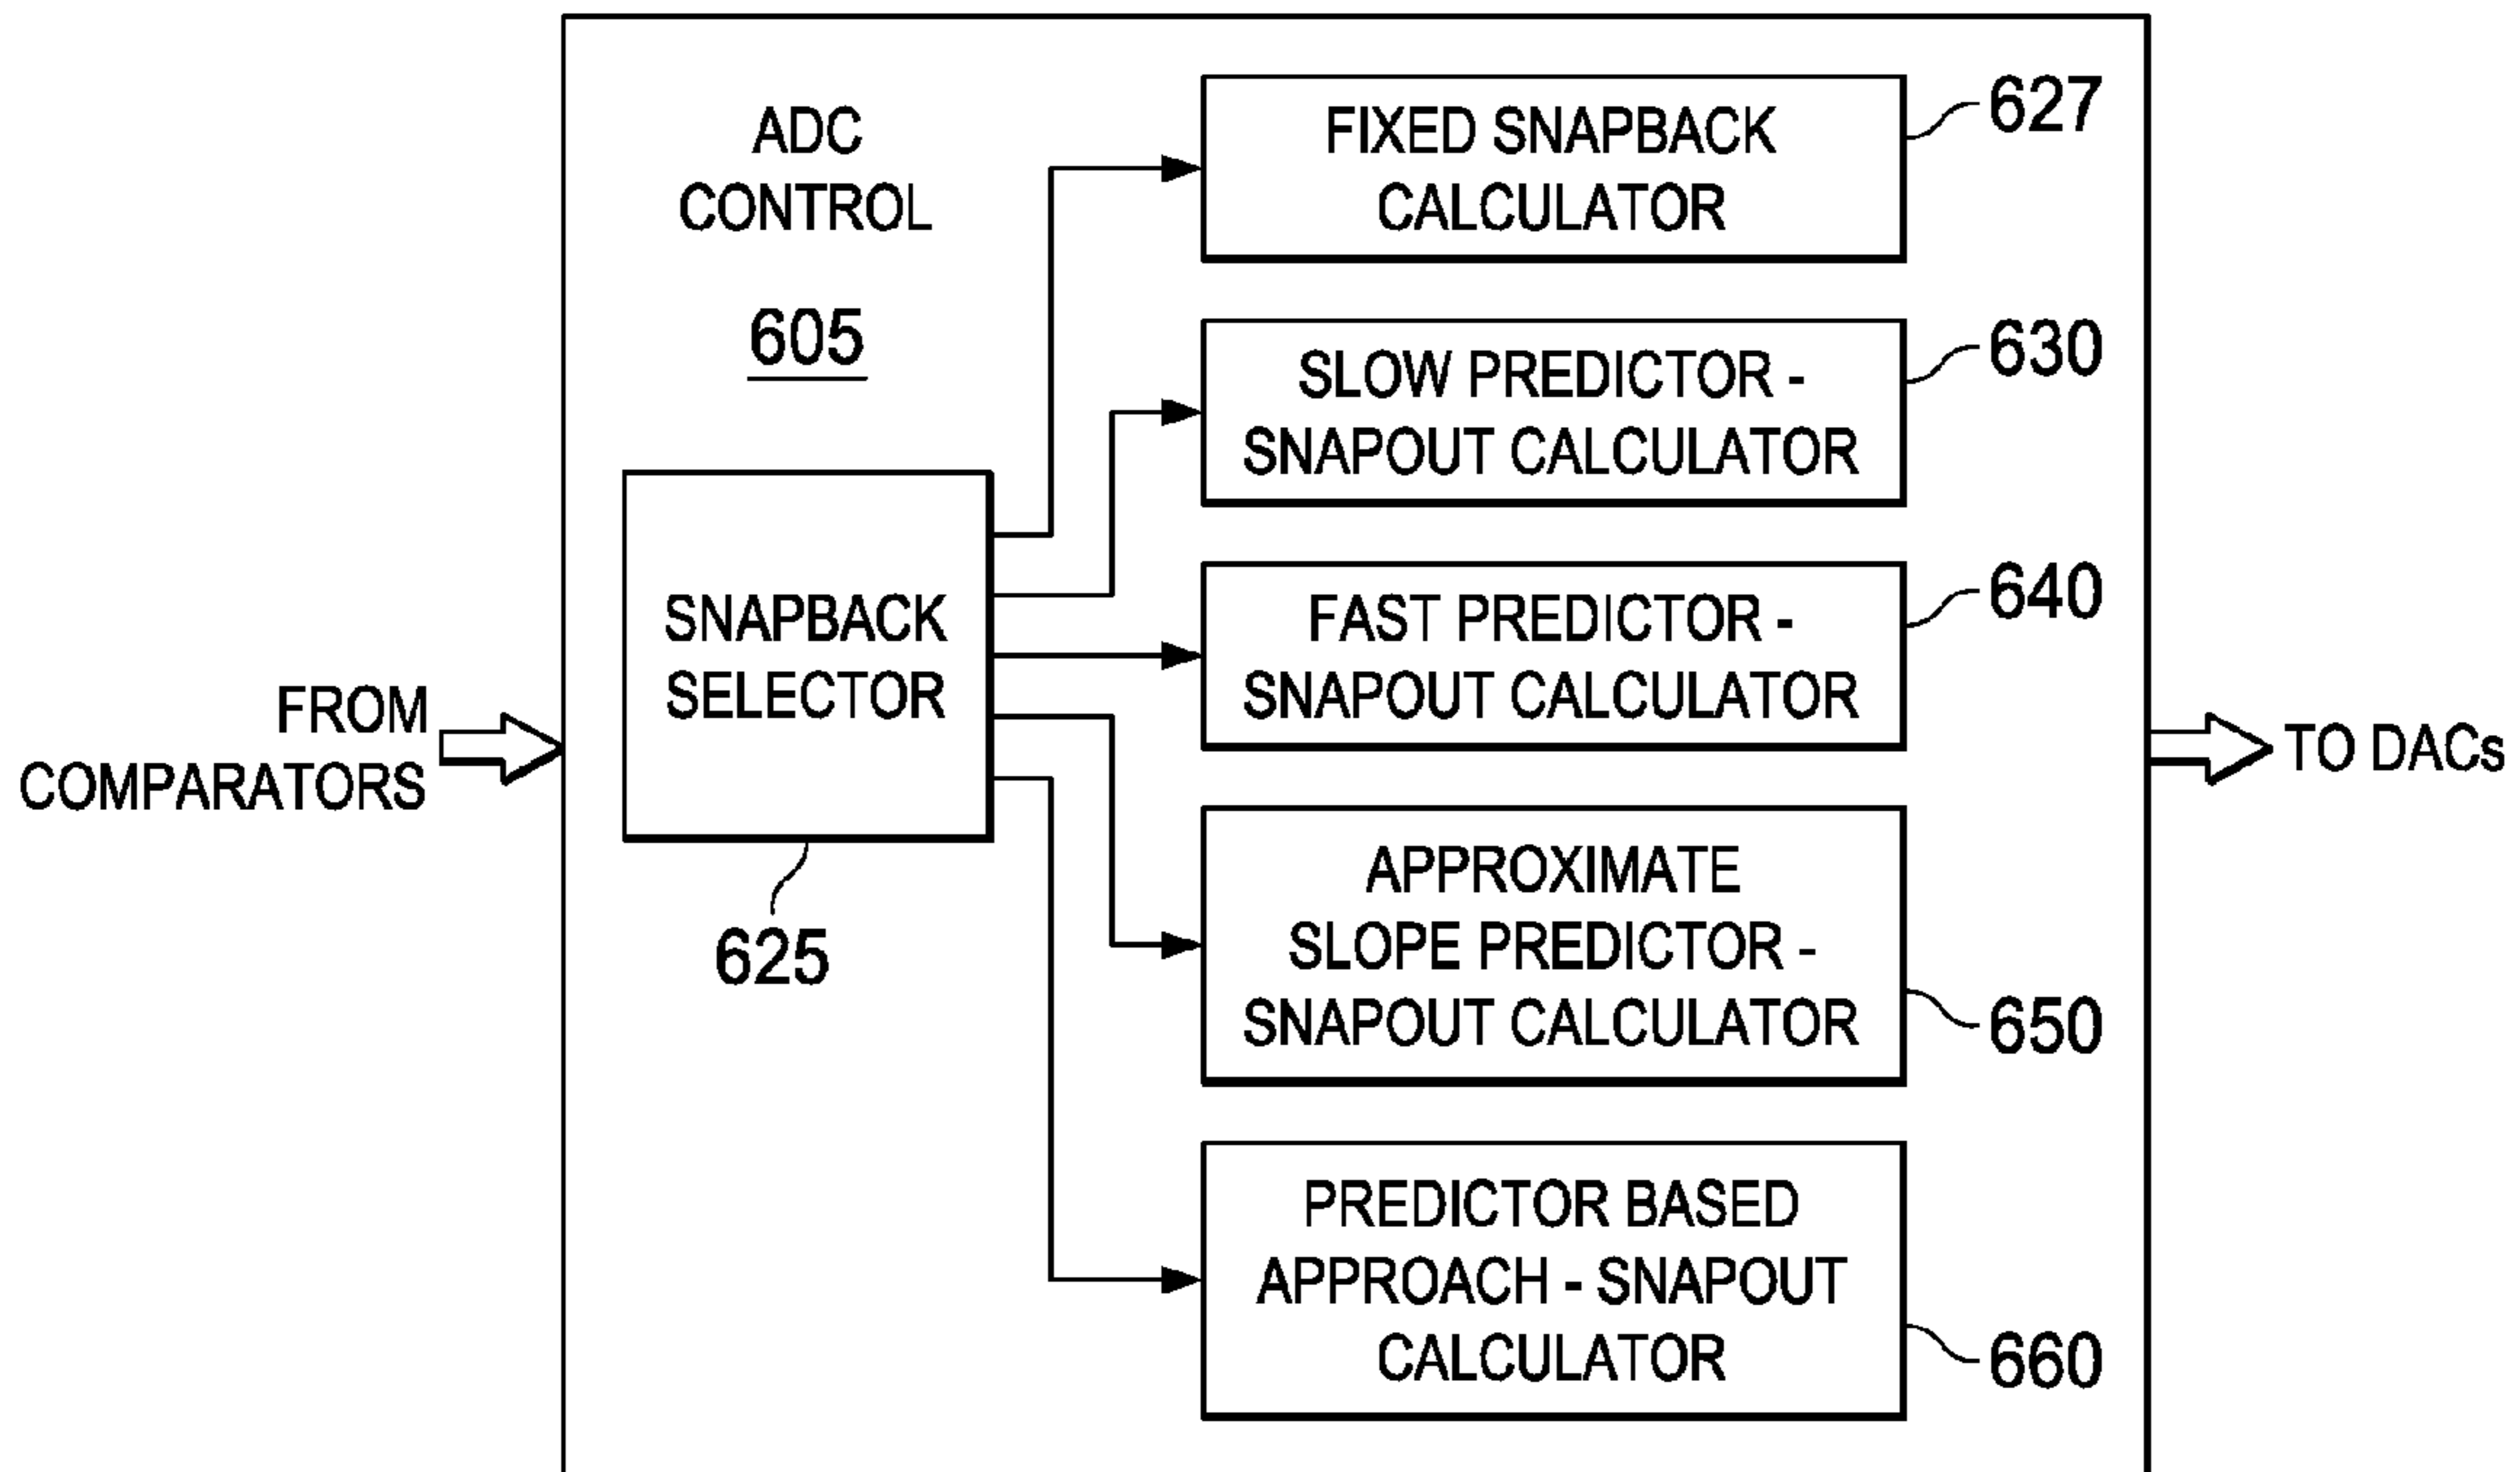 ADC
CONTROL
605
FIXED SNAPBACK
CALCULATOR
627
SLOW PREDICTOR -
SNAPOUT CALCULATOR
630
SNAPBACK
SELECTOR
625
FAST PREDICTOR -
SNAPOUT CALCULATOR
640
FROM
COMPARATORS
TO DACs
APPROXIMATE
SLOPE PREDICTOR -
SNAPOUT CALCULATOR
650
PREDICTOR BASED
APPROACH - SNAPOUT
CALCULATOR
660